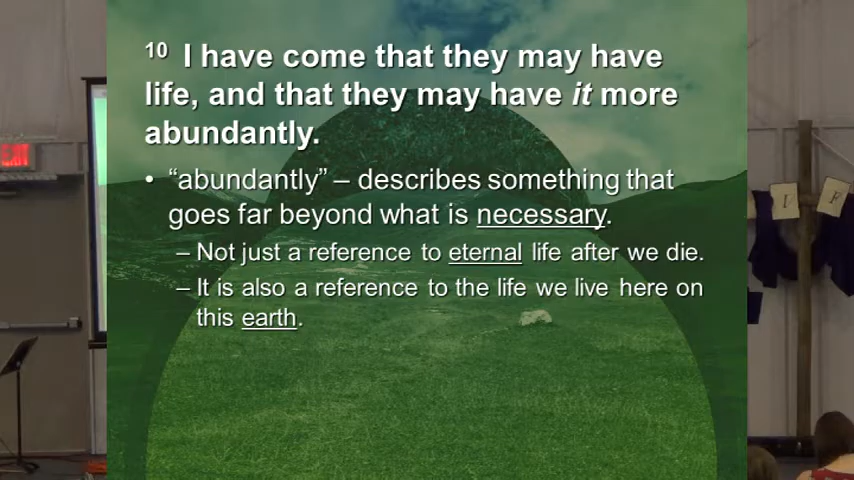 10 I have come that they may have
life, and that they may have it more
abundantly.
• “abundantly” – describes something that
goes far beyond what is necessary.
– Not just a reference to eternal life after we die.
– It is also a reference to the life we live here on
this earth.
EXIT
V